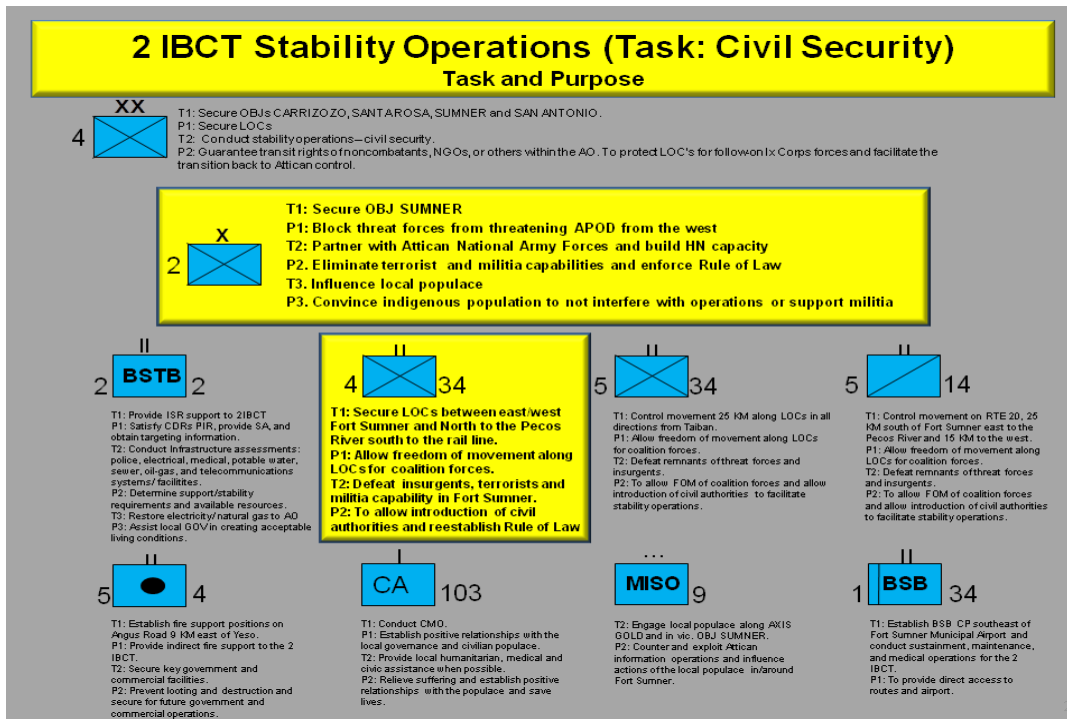 2 IBCT Stability Operations (Task: Civil Security)
Task and Purpose
XX
4
T1: Secure OBJs CARRIZOZO, SANTA ROSA, SUMNER and SAN ANTONIO.
P1: Secure LOCs
T2: Conduct stability operations–civil security.
P2: Guarantee transit rights of noncombatants, NGOs, or others within the AO. To protect LOC's for follow-on Ix Corps forces and facilitate the
transition back to Attican control.
X
2
T1: Secure OBJ SUMNER
P1: Block threat forces from threatening APOD from the west
T2: Partner with Attican National Army Forces and build HN capacity
P2. Eliminate terrorist and militia capabilities and enforce Rule of Law
T3. Influence local populace
P3. Convince indigenous population to not interfere with operations or support militia
II
2 BSTB 2
T1: Provide ISR support to 2IBCT
P1: Satisfy CDRs PIR, provide SA, and
obtain targeting information.
T2: Conduct Infrastructure assessments:
police, electrical, medical, potable water,
sewer, oil-gas, and telecommunications
systems/ facilitites.
P2: Determine support/stability
requirements and available resources.
T3: Restore electricity/natural gas to AO
P3: Assist local GOV in creating acceptable
living conditions.
II
4 34
T1: Secure LOCs between east/west
Fort Sumner and North to the Pecos
River south to the rail line.
P1: Allow freedom of movement along
LOCs for coalition forces.
T2: Defeat insurgents, terrorists and
militia capability in Fort Sumner.
P2: To allow introduction of civil
authorities and reestablish Rule of Law
II
5 34
T1: Control movement 25 KM along LOCs in all
directions from Taiban.
P1: Allow freedom of movement along LOCs
for coalition forces.
T2: Defeat remnants of threat forces and
insurgents.
P2: To allow FOM of coalition forces and allow
introduction of civil authorities to facilitate
stability operations.
II
5 14
T1: Control movement on RTE 20, 25
KM south of Fort Sumner east to the
Pecos River and 15 KM to the west.
P1: Allow freedom of movement along
LOCs for coalition forces.
T2: Defeat remnants of threat forces
and insurgents.
P2: To allow FOM of coalition forces
and allow introduction of civil authorities
to facilitate stability operations.
II
5 4
T1: Establish fire support positions on
Angus Road 9 KM east of Yeso.
P1: Provide indirect fire support to the 2
IBCT.
T2: Secure key government and
commercial facilities.
P2: Prevent looting and destruction and
secure for future government and
commercial operations.
I
CA 103
T1: Conduct CMO.
P1: Establish positive relationships with the
local governance and civilian populace.
T2: Provide local humanitarian, medical and
civic assistance when possible.
P2: Relieve suffering and establish positive
relationships with the populace and save
lives.
...
MISO 9
T2: Engage local populace along AXIS
GOLD and in vic. OBJ SUMNER.
P2: Counter and exploit Attican
information operations and influence
actions of the local populace in/around
Fort Sumner.
II
1 BSB 34
T1: Establish BSB CP southeast of
Fort Sumner Municipal Airport and
conduct sustainment, maintenance,
and medical operations for the 2
IBCT.
P1: To provide direct access to
routes and airport.